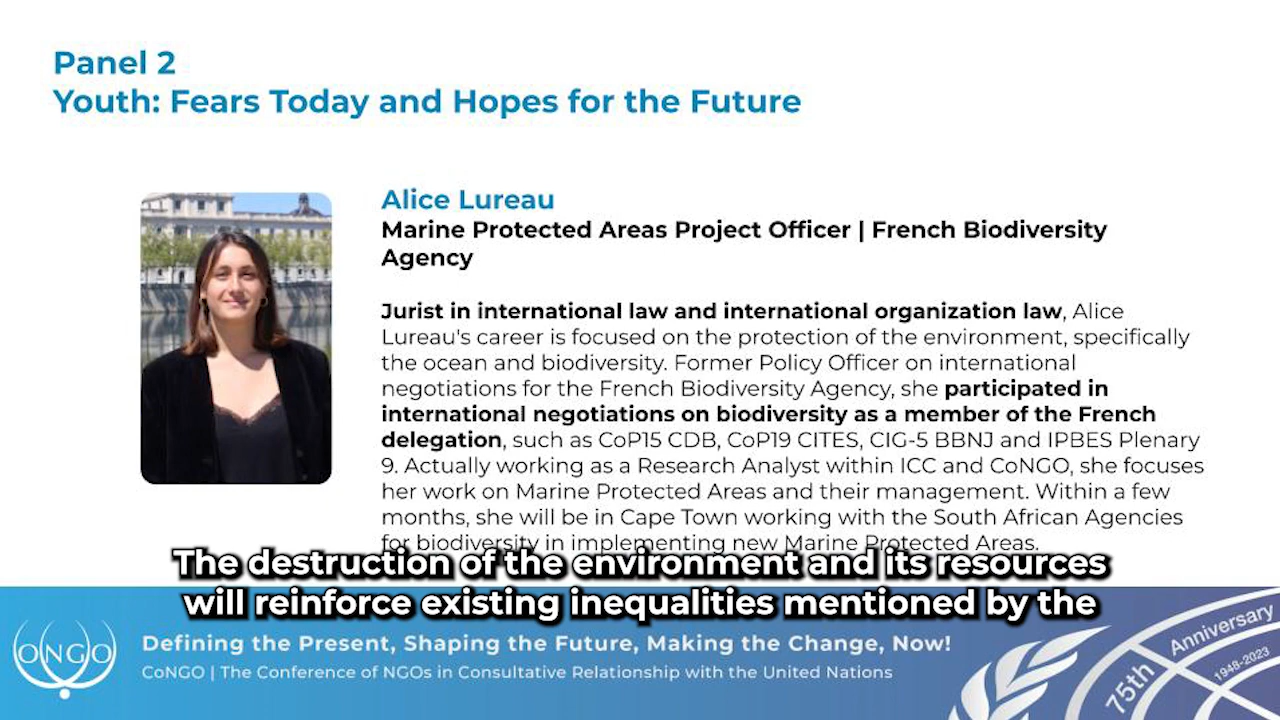 Panel 2
Youth: Fears Today and Hopes for the Future
Alice Lureau
Marine Protected Areas Project Officer | French Biodiversity
Agency
Jurist in international law and international organization law, Alice
Lureau's career is focused on the protection of the environment, specifically
the ocean and biodiversity. Former Policy Officer on international
negotiations for the French Biodiversity Agency, she participated in
international negotiations on biodiversity as a member of the French
delegation, such as CoP15 CDB, CoP19 CITES, CIG-5 BBNJ and IPBES Plenary
9. Actually working as a Research Analyst within ICC and CoNGO, she focuses
her work on Marine Protected Areas and their management. Within a few
months, she will be in Cape Town working with the South African Agencies
for biodiversity in implementing new Marine Protected Areas.
The destruction of the environment and its resources
will reinforce existing inequalities mentioned by the
CONGO
Defining the Present, Shaping the Future, Making the Change, Now!
CoNGO | The Conference of NGOs in Consultative Relationship with the United Nations
75th Anniversary
1948-2023